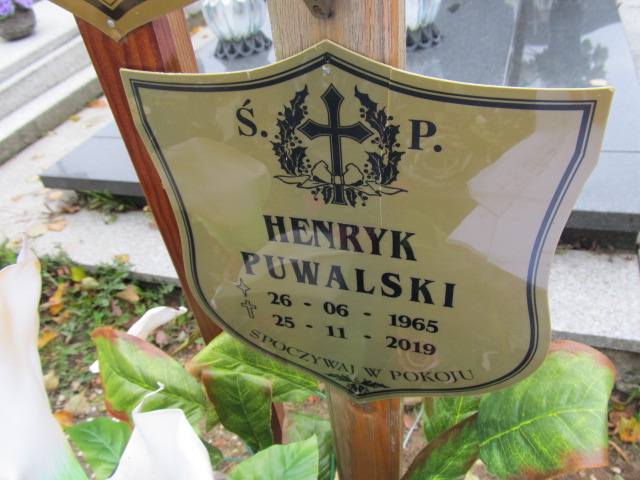 Ś. P.
HENRYK
PUWALSKI
26 - 06 - 1965
25 - 11 - 2019
SPOCZYWAJ W POKOJU